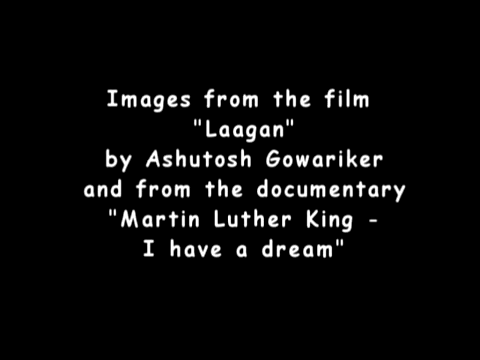 Images from the film
"Laagan"
by Ashutosh Gowariker
and from the documentary
"Martin Luther King -
I have a dream"